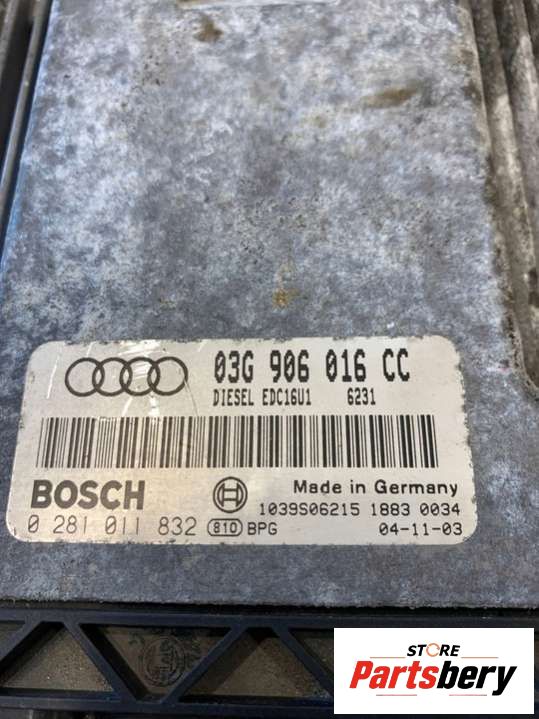 03G 906 016 CC
DIESEL EDC16U1 6231
BOSCH
Made in Germany
1039S06215 1883 0034
0 281 011 832 810 BPG 04-11-03
STORE
Partsbery